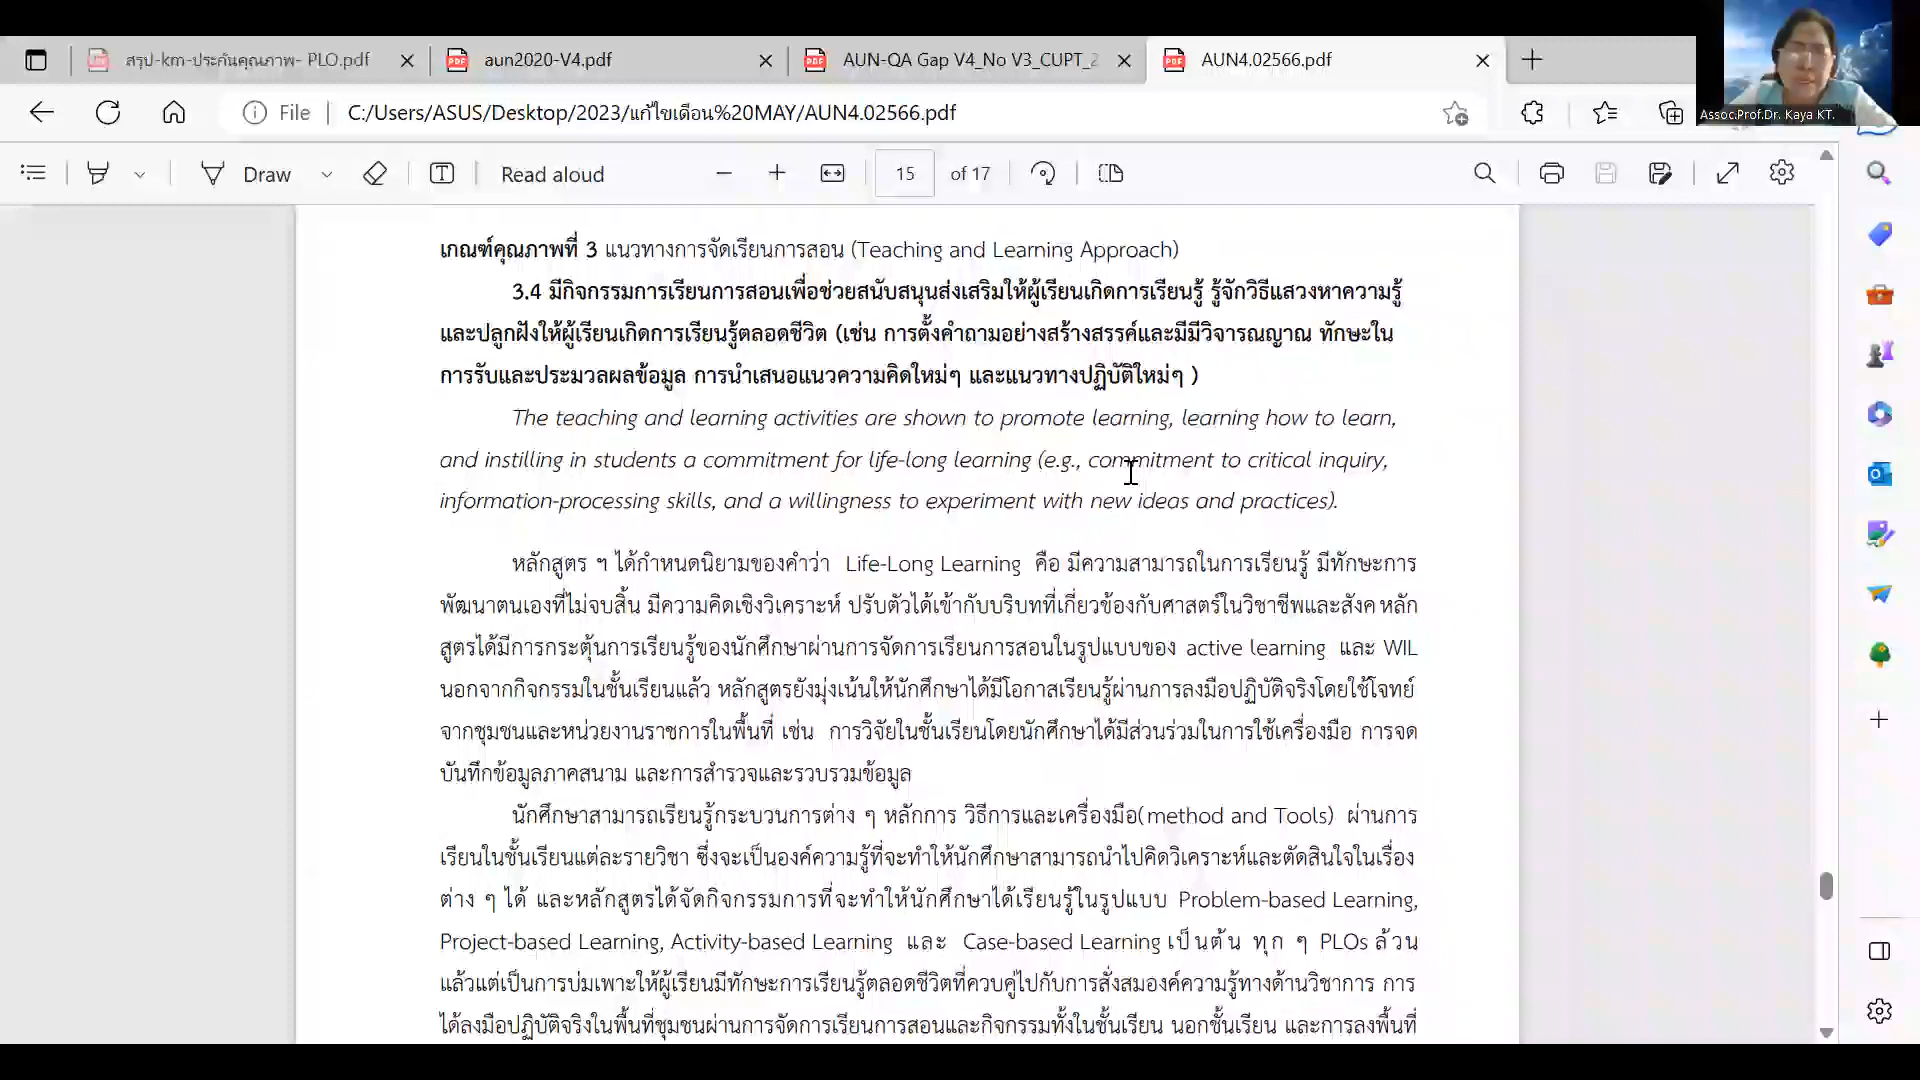 สรุป-km-ประกันคุณภาพ- PLO.pdf
aun2020-V4.pdf
AUN-QA Gap V4_No V3_CUPT_2
AUN4.02566.pdf
File
C:/Users/ASUS/Desktop/2023/แก้ไขเดือน%20MAY/AUN4.02566.pdf
Assoc.Prof.Dr. Kaya KT.
Draw
Read aloud
15 of 17
เกณฑ์คุณภาพที่ 3 แนวทางการจัดเรียนการสอน (Teaching and Learning Approach)
3.4 มีกิจกรรมการเรียนการสอนเพื่อช่วยสนับสนุนส่งเสริมให้ผู้เรียนเกิดการเรียนรู้ รู้จักวิธีแสวงหาความรู้
และปลูกฝังให้ผู้เรียนเกิดการเรียนรู้ตลอดชีวิต (เช่น การตั้งคำถามอย่างสร้างสรรค์และมีมีวิจารณญาณ ทักษะใน
การรับและประมวลผลข้อมูล การนำเสนอแนวความคิดใหม่ๆ และแนวทางปฏิบัติใหม่ๆ )
The teaching and learning activities are shown to promote learning, learning how to learn,
and instilling in students a commitment for life-long learning (e.g., commitment to critical inquiry,
information-processing skills, and a willingness to experiment with new ideas and practices).
หลักสูตร ฯ ได้กำหนดนิยามของคำว่า Life-Long Learning คือ มีความสามารถในการเรียนรู้ มีทักษะการ
พัฒนาตนเองที่ไม่จบสิ้น มีความคิดเชิงวิเคราะห์ ปรับตัวได้เข้ากับบริบทที่เกี่ยวข้องกับศาสตร์ในวิชาชีพและสังค หลัก
สูตรได้มีการกระตุ้นการเรียนรู้ของนักศึกษาผ่านการจัดการเรียนการสอนในรูปแบบของ active learning และ WIL
นอกจากกิจกรรมในชั้นเรียนแล้ว หลักสูตรยังมุ่งเน้นให้นักศึกษาได้มีโอกาสเรียนรู้ผ่านการลงมือปฏิบัติจริงโดยใช้โจทย์
จากชุมชนและหน่วยงานราชการในพื้นที่ เช่น การวิจัยในชั้นเรียนโดยนักศึกษาได้มีส่วนร่วมในการใช้เครื่องมือ การจด
บันทึกข้อมูลภาคสนาม และการสำรวจและรวบรวมข้อมูล
นักศึกษาสามารถเรียนรู้กระบวนการต่าง ๆ หลักการ วิธีการและเครื่องมือ(method and Tools) ผ่านการ
เรียนในชั้นเรียนแต่ละรายวิชา ซึ่งจะเป็นองค์ความรู้ที่จะทำให้นักศึกษาสามารถนำไปคิดวิเคราะห์และตัดสินใจในเรื่อง
ต่าง ๆ ได้ และหลักสูตรได้จัดกิจกรรมการที่จะทำให้นักศึกษาได้เรียนรู้ในรูปแบบ Problem-based Learning,
Project-based Learning, Activity-based Learning และ Case-based Learning เป็นต้น ทุก ๆ PLOs ล้วน
แล้วแต่เป็นการบ่มเพาะให้ผู้เรียนมีทักษะการเรียนรู้ตลอดชีวิตที่ควบคู่ไปกับการสั่งสมองค์ความรู้ทางด้านวิชาการ การ
ได้ลงมือปฏิบัติจริงในพื้นที่ชุมชนผ่านการจัดการเรียนการสอนและกิจกรรมทั้งในชั้นเรียน นอกชั้นเรียน และการลงพื้นที่